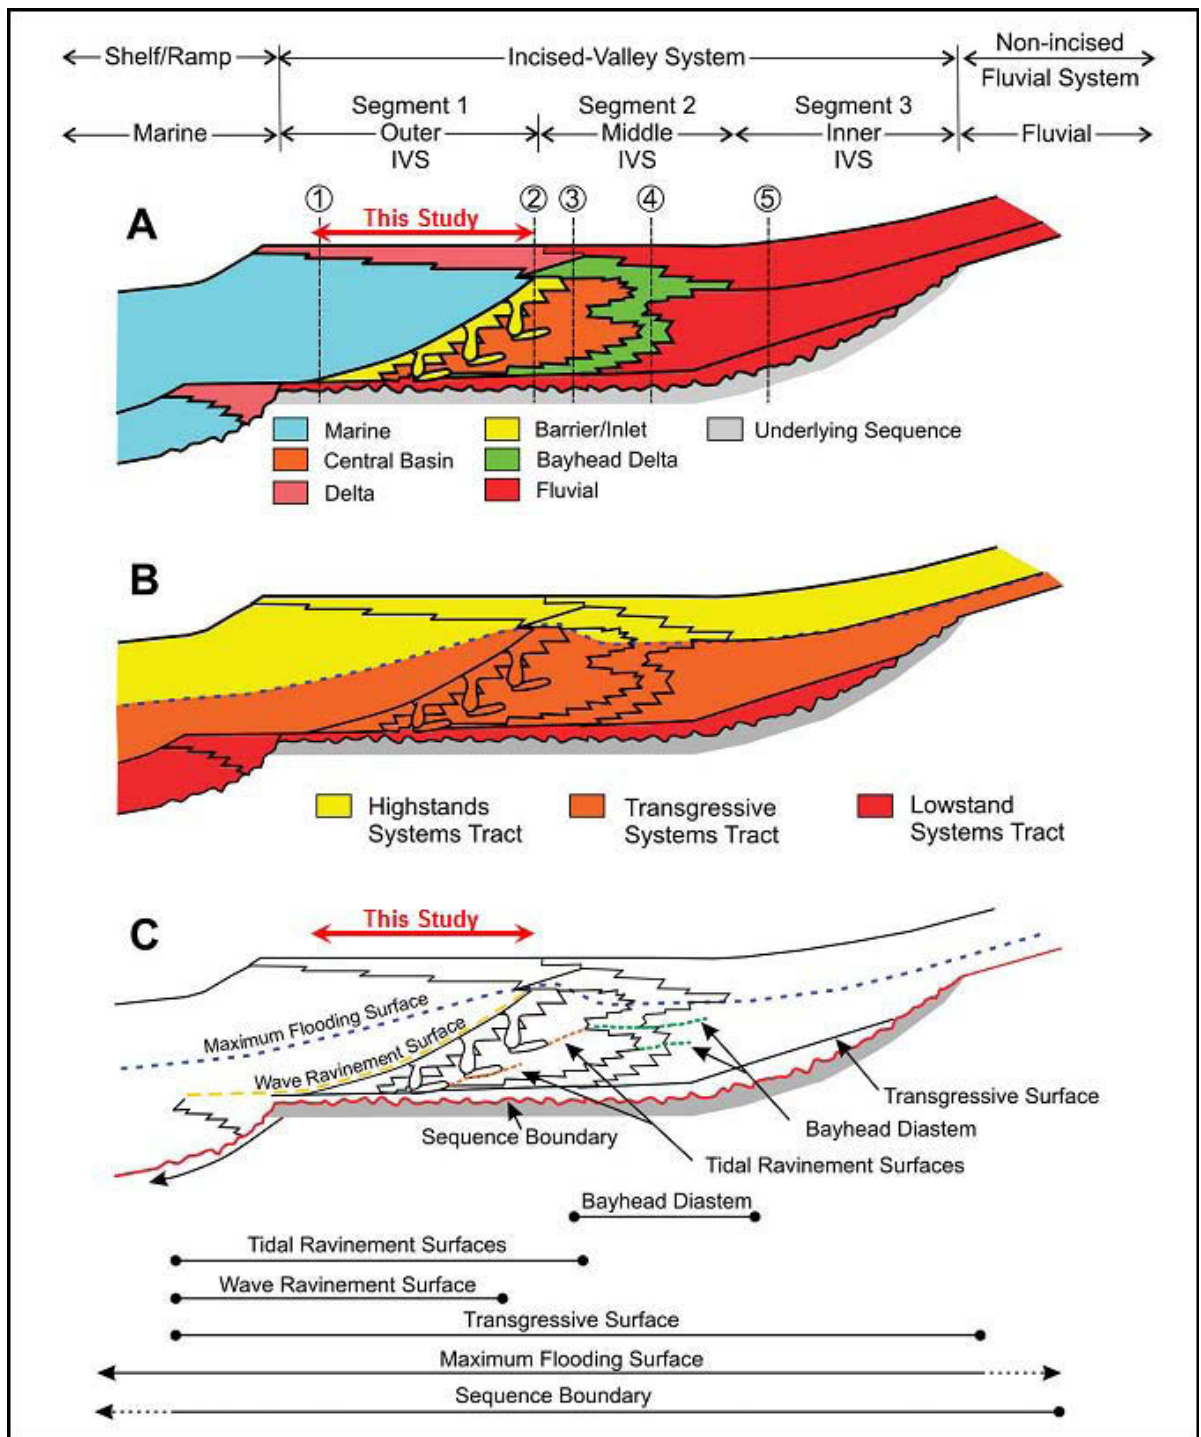 Shelf/Ramp
Incised-Valley System
Non-incised
Fluvial System
Segment 1
Segment 2
Segment 3
Marine
Outer
Middle
Inner
Fluvial
IVS
IVS
IVS
1
2
3
4
5
This Study
A
Marine
Barrier/Inlet
Underlying Sequence
Central Basin
Bayhead Delta
Delta
Fluvial
B
Highstands
Systems Tract
Transgressive
Systems Tract
Lowstand
Systems Tract
This Study
C
Maximum Flooding Surface
Wave Ravinement Surface
Transgressive Surface
Bayhead Diastem
Sequence Boundary
Tidal Ravinement Surfaces
Bayhead Diastem
Tidal Ravinement Surfaces
Wave Ravinement Surface
Transgressive Surface
Maximum Flooding Surface
Sequence Boundary